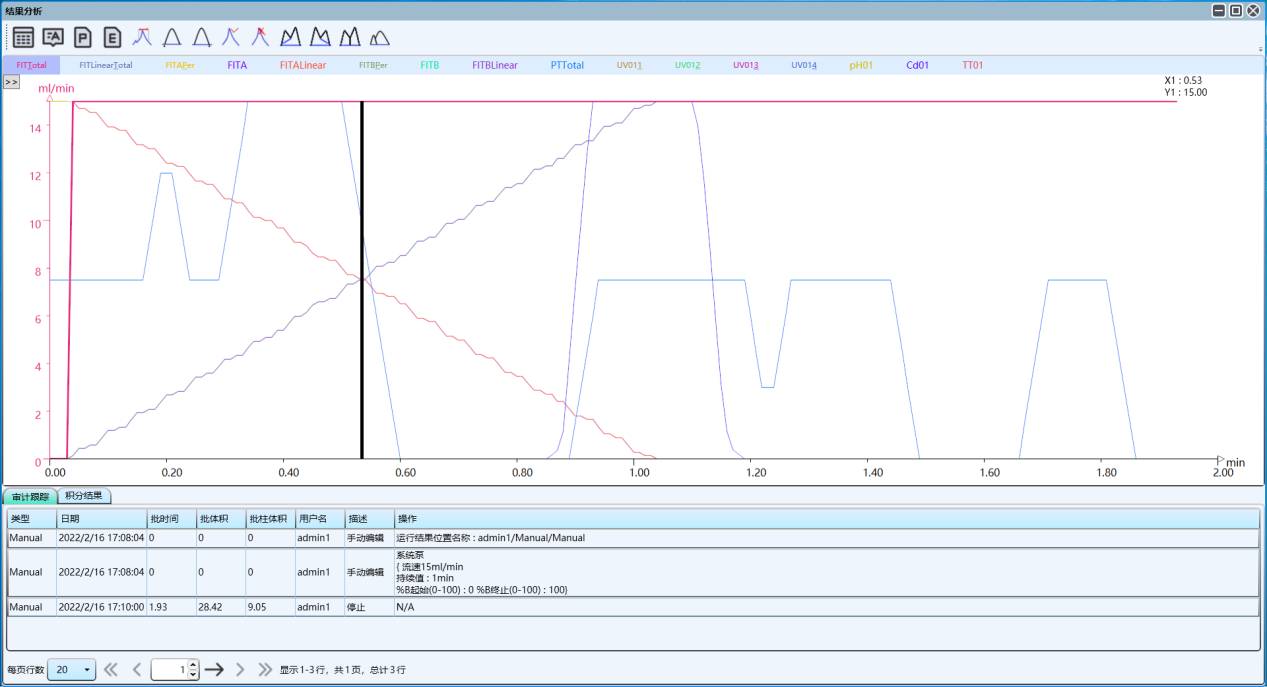 结果分析
FITTotal FITLinearTotal FITAPer FITA FITALinear FITBPer FITB FITBLinear PTTotal UV011 UV012 UV013 UV014 pH01 Cd01 TT01
>>
X1 : 0.53
Y1 : 15.00
ml/min
14
12
10
8
6
4
2
0
0.00 0.20 0.40 0.60 0.80 1.00 1.20 1.40 1.60 1.80 2.00
min
审计跟踪 积分结果
类型 日期 批时间 批体积 批柱体积 用户名 描述 操作
Manual 2022/2/16 17:08:04 0 0 0 admin1 手动编辑 运行结果位置名称 : admin1/Manual/Manual
Manual 2022/2/16 17:08:04 0 0 0 admin1 手动编辑 系统泵
{ 流速15ml/min
持续值 : 1min
%B起始(0-100) : 0 %B终止(0-100) : 100}
Manual 2022/2/16 17:10:00 1.93 28.42 9.05 admin1 停止 N/A
每页行数 20 1 显示1-3行，共1页，总计3行